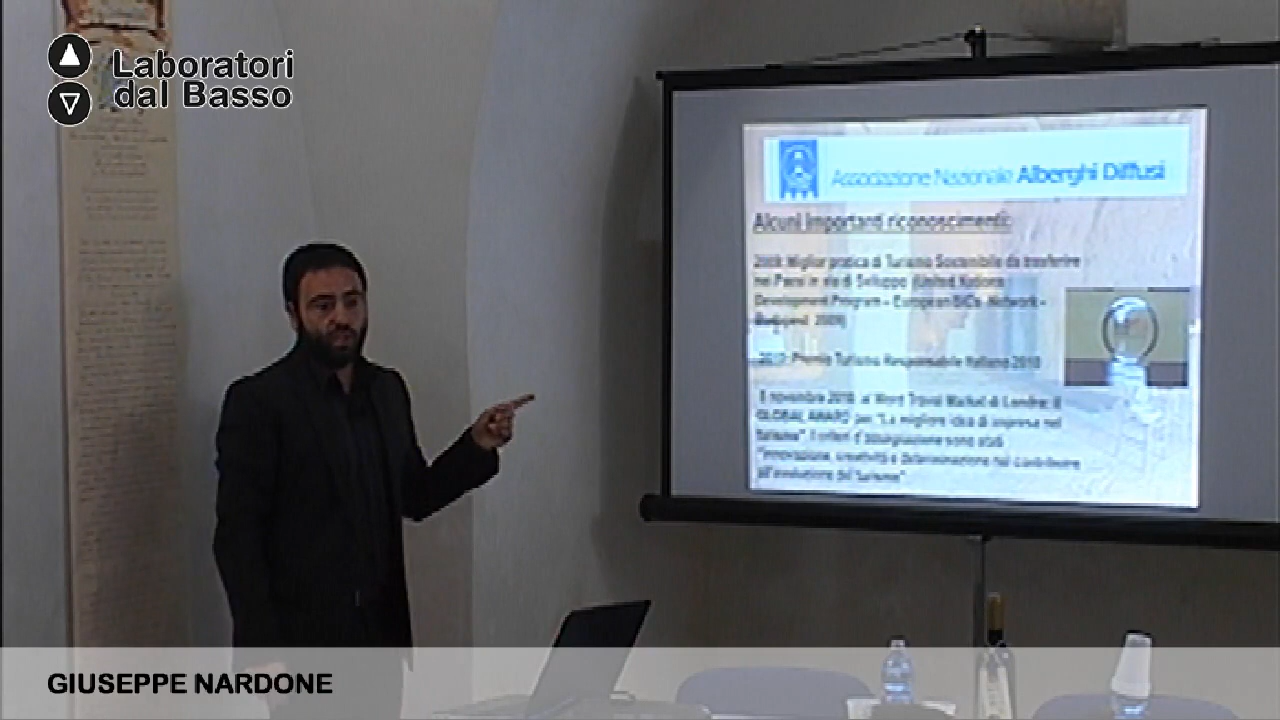 Laboratori
dal Basso
Associazione Nazionale Alberghi Diffusi
Alcuni importanti riconoscimenti:
2008: Miglior pratica di Turismo Sostenibile da trasferire
nei Paesi in via di Sviluppo (United Nations
Development Program - European Network -
Budapest 2008)
2010: Premio Turismo Responsabile Italiano 2010
8 novembre 2010 al Word Travel Market di Londra: il
GLOBAL AWARD per "La migliore idea di impresa nel
turismo". I criteri d'assegnazione sono stati
"innovazione, creatività e determinazione nel contribuire
all'evoluzione del turismo"
GIUSEPPE NARDONE